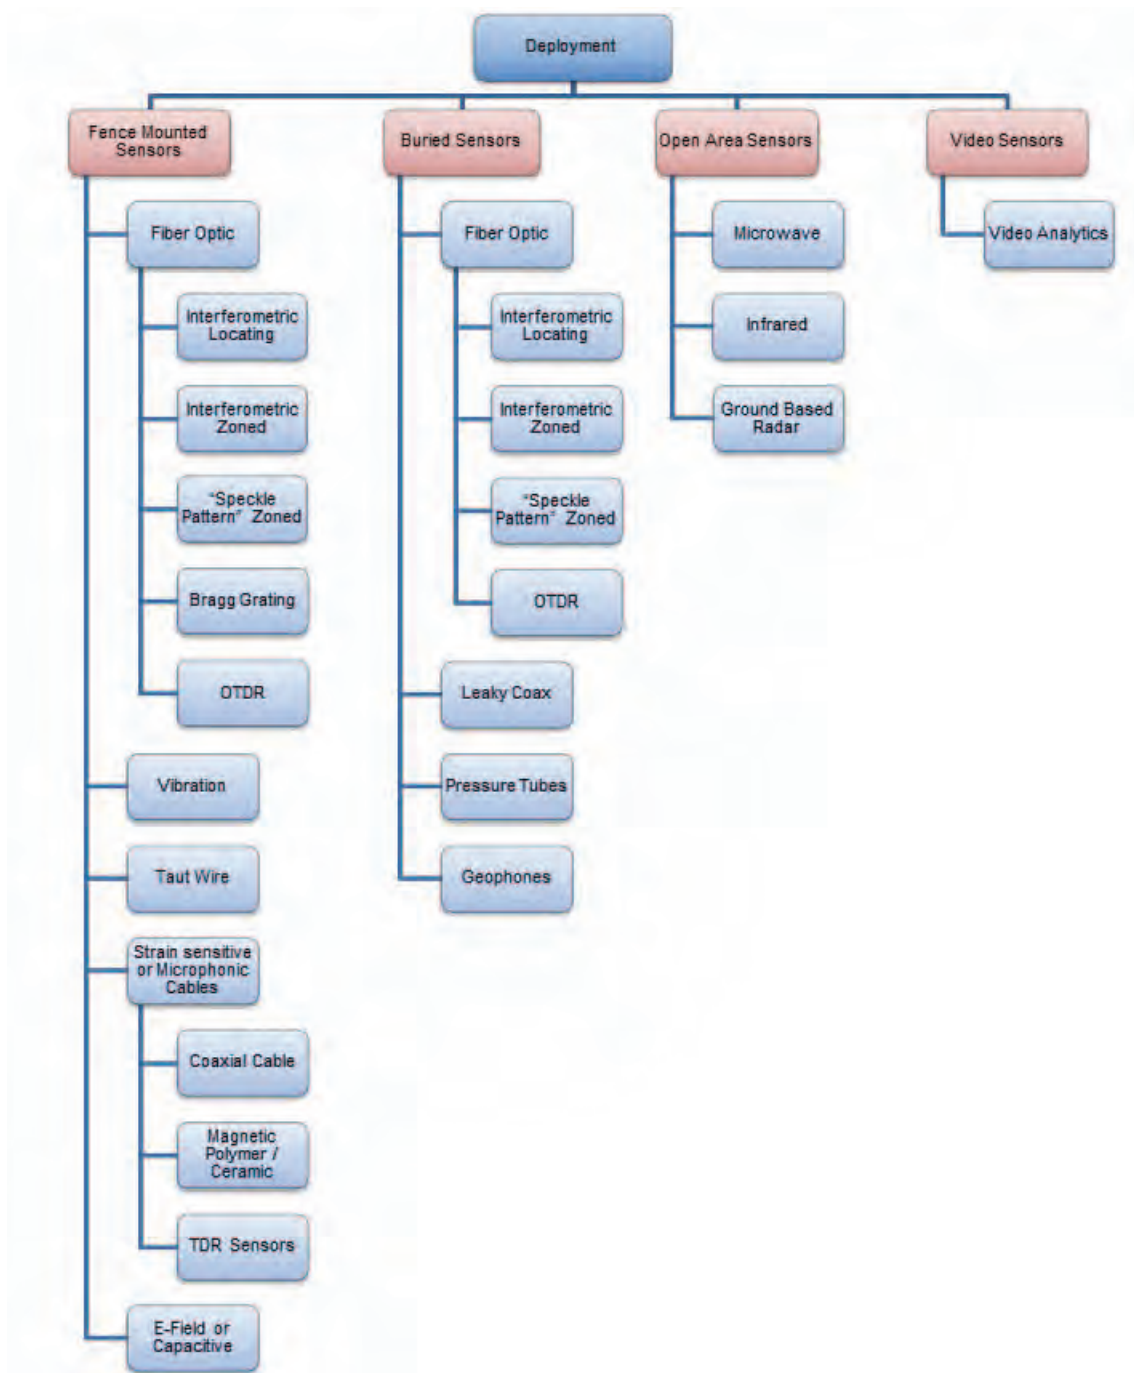 Deployment
Fence Mounted
Sensors
Fiber Optic
Interferometric
Locating
Interferometric
Zoned
"Speckle
Pattern" Zoned
Bragg Grating
OTDR
Vibration
Taut Wire
Strain sensitive
or Microphonic
Cables
Coaxial Cable
Magnetic
Polymer /
Ceramic
TDR Sensors
E-Field or
Capacitive
Buried Sensors
Fiber Optic
Interferometric
Locating
Interferometric
Zoned
"Speckle
Pattern" Zoned
OTDR
Leaky Coax
Pressure Tubes
Geophones
Open Area Sensors
Microwave
Infrared
Ground Based
Radar
Video Sensors
Video Analytics